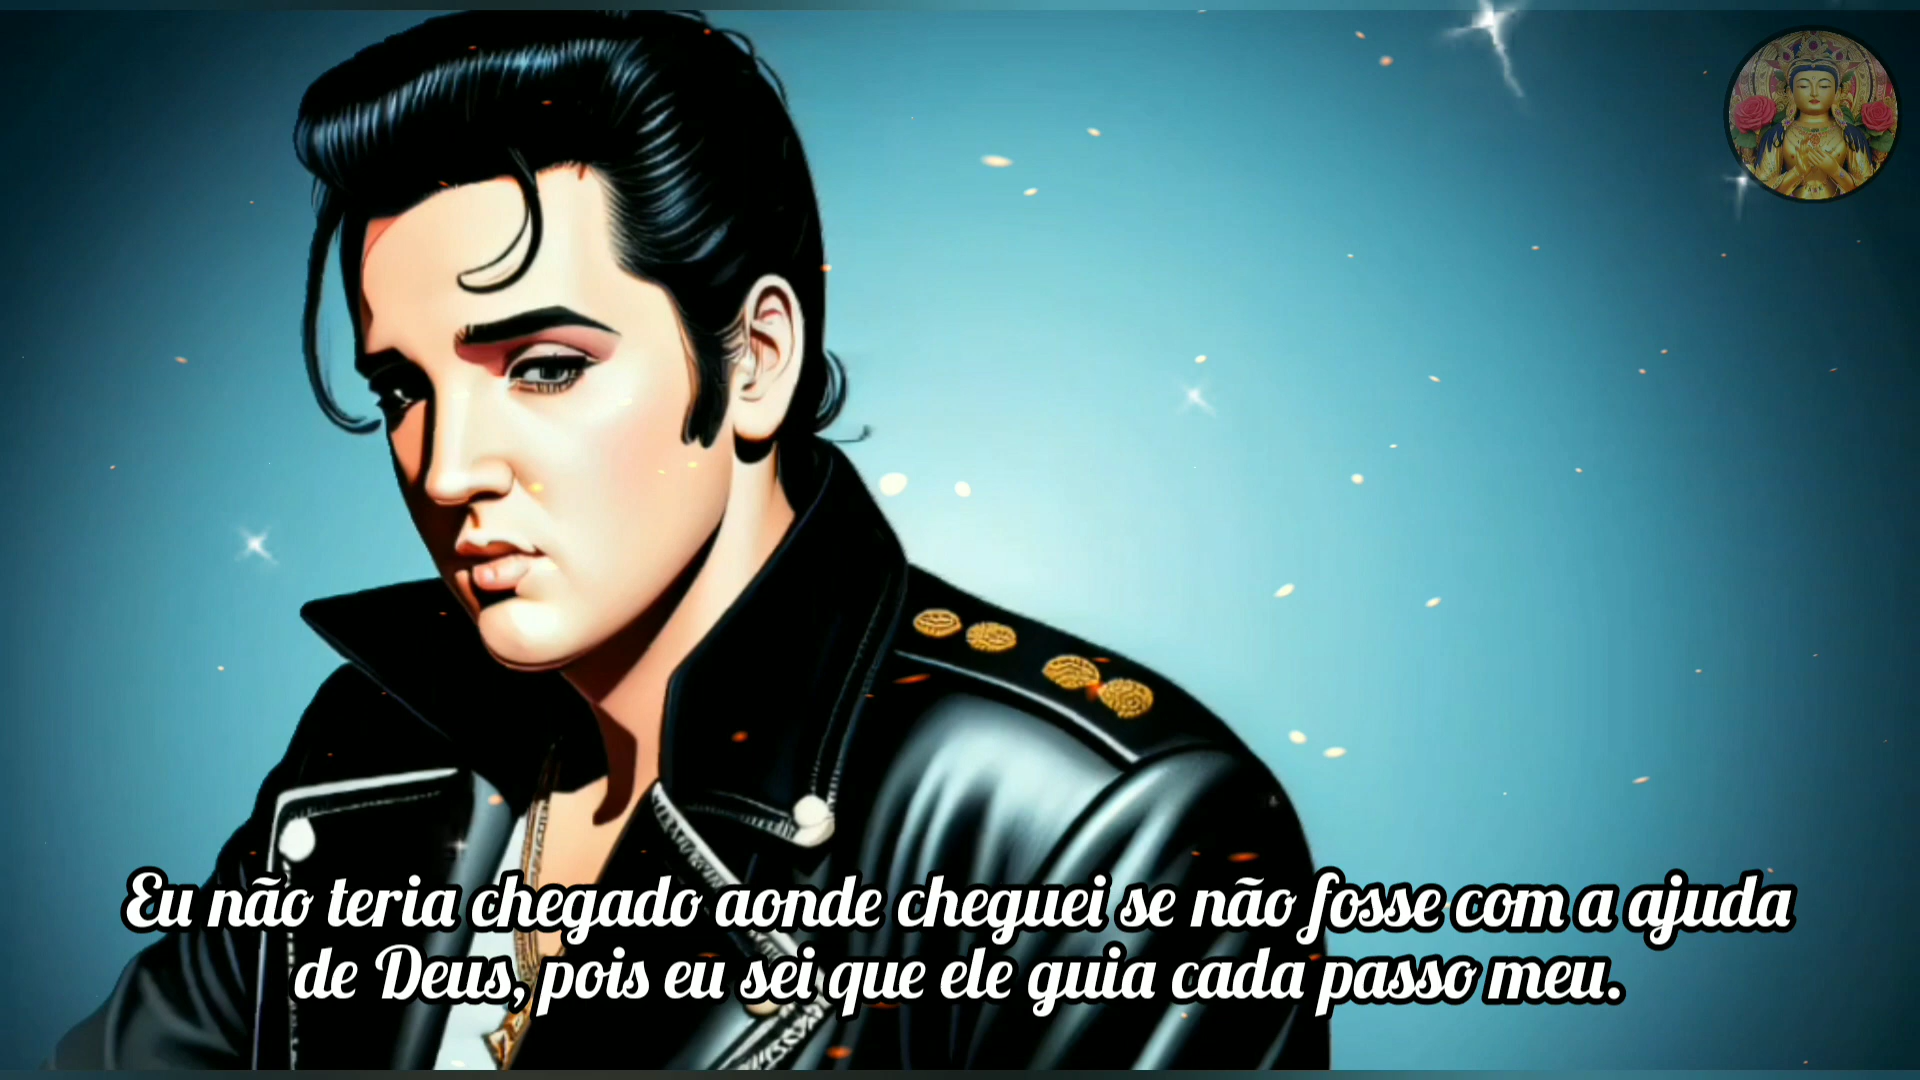 Eu não teria chegado aonde cheguei se não fosse com a ajuda
de Deus, pois eu sei que ele guia cada passo meu.